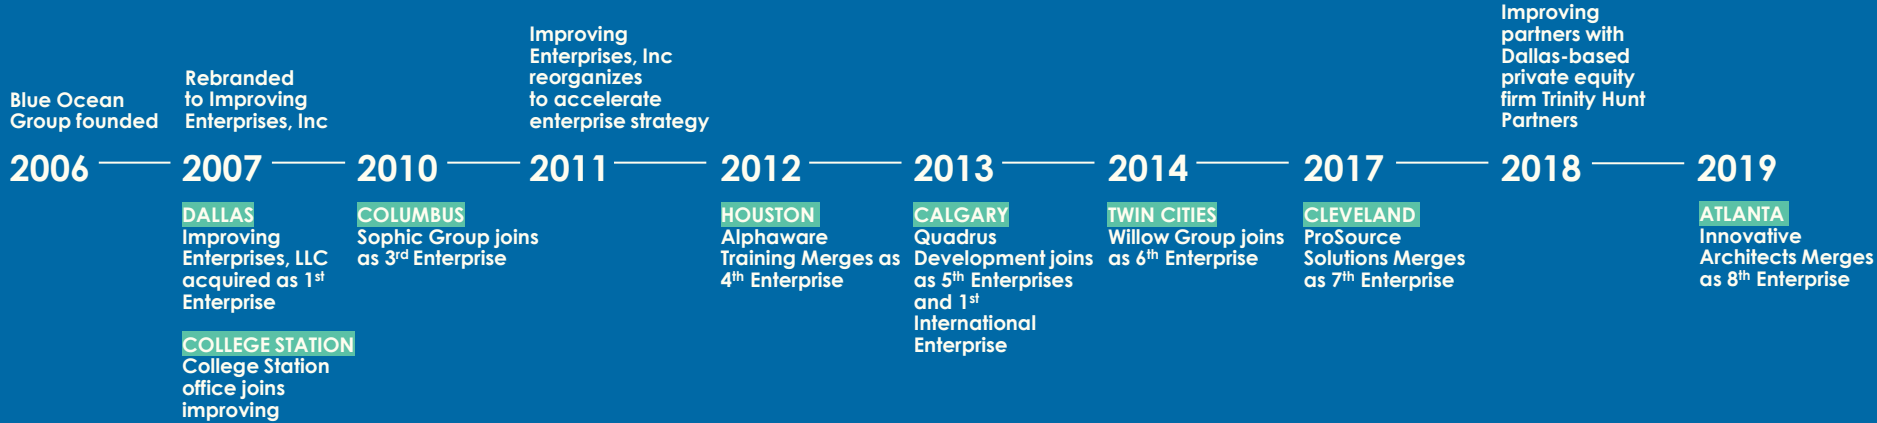 Blue Ocean
Group founded
2006
Rebranded
to Improving
Enterprises, Inc
2007
DALLAS
Improving
Enterprises, LLC
acquired as 1st
Enterprise
COLLEGE STATION
College Station
office joins
improving
2010
COLUMBUS
Sophic Group joins
as 3rd Enterprise
Improving
Enterprises, Inc
reorganizes
to accelerate
enterprise strategy
2011
2012
HOUSTON
Alphaware
Training Merges as
4th Enterprise
2013
CALGARY
Quadrus
Development joins
as 5th Enterprises
and 1st
International
Enterprise
2014
TWIN CITIES
Willow Group joins
as 6th Enterprise
2017
CLEVELAND
ProSource
Solutions Merges
as 7th Enterprise
Improving
partners with
Dallas-based
private equity
firm Trinity Hunt
Partners
2018
2019
ATLANTA
Innovative
Architects Merges
as 8th Enterprise